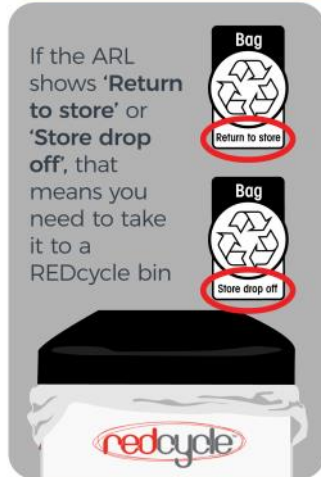 If the ARL
shows ‘Return
to store’ or
‘Store drop
off’, that
means you
need to take
it to a
REDcycle bin
Bag
Return to store
Bag
Store drop off
redcycle